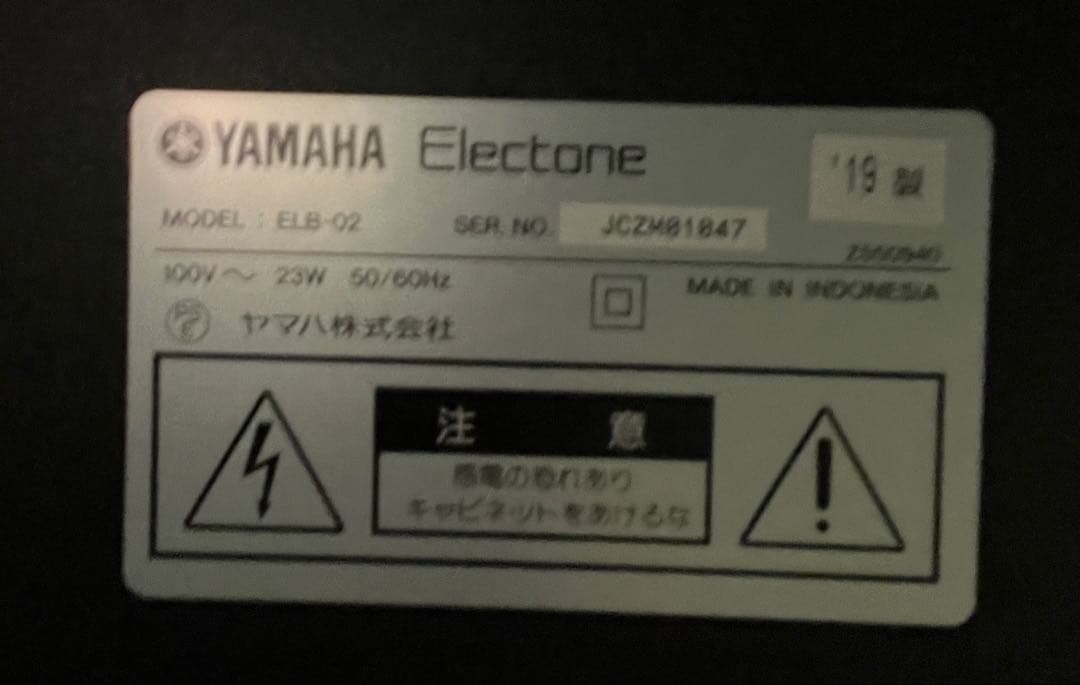 YAMAHA Electone
'19 製
MODEL : ELB-02 SER. NO. JCZM01047
100V～ 23W 50/60Hz
MADE IN INDONESIA
ヤマハ株式会社
注 意
感電の恐れあり
キャビネットをあけるな